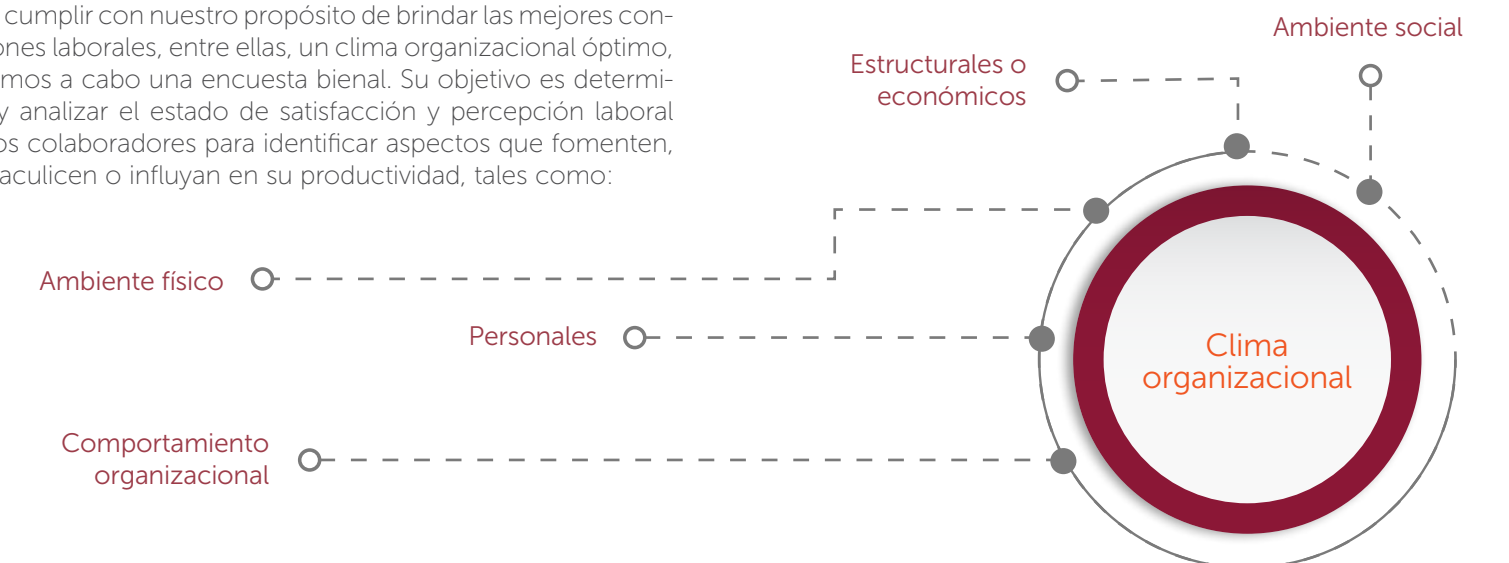 cumplir con nuestro propósito de brindar las mejores con-
ones laborales, entre ellas, un clima organizacional óptimo,
mos a cabo una encuesta bienal. Su objetivo es determi-
y analizar el estado de satisfacción y percepción laboral
os colaboradores para identificar aspectos que fomenten,
aculicen o influyan en su productividad, tales como:
Ambiente social
Estructurales o
económicos
Ambiente físico
Personales
Comportamiento
organizacional
Clima
organizacional